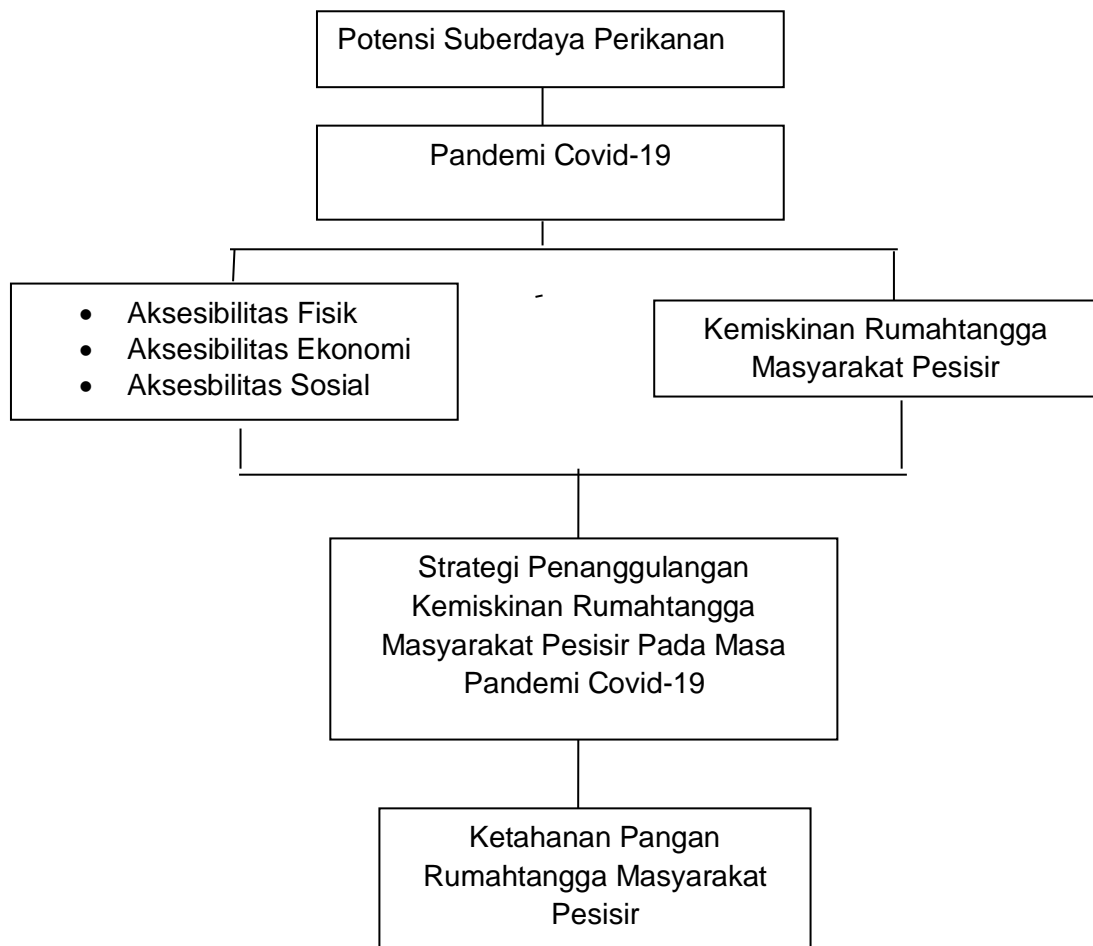 Potensi Suberdaya Perikanan
Pandemi Covid-19
• Aksesibilitas Fisik
• Aksesibilitas Ekonomi
• Aksesbilitas Sosial
Kemiskinan Rumahtangga
Masyarakat Pesisir
Strategi Penanggulangan
Kemiskinan Rumahtangga
Masyarakat Pesisir Pada Masa
Pandemi Covid-19
Ketahanan Pangan
Rumahtangga Masyarakat
Pesisir